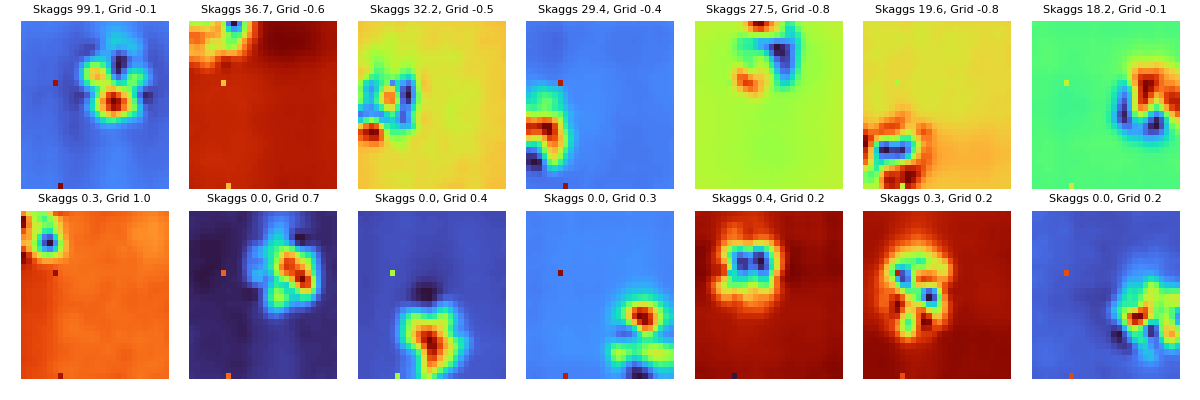 Skaggs 99.1, Grid -0.1
Skaggs 36.7, Grid -0.6
Skaggs 32.2, Grid -0.5
Skaggs 29.4, Grid -0.4
Skaggs 27.5, Grid -0.8
Skaggs 19.6, Grid -0.8
Skaggs 18.2, Grid -0.1
Skaggs 0.3, Grid 1.0
Skaggs 0.0, Grid 0.7
Skaggs 0.0, Grid 0.4
Skaggs 0.0, Grid 0.3
Skaggs 0.4, Grid 0.2
Skaggs 0.3, Grid 0.2
Skaggs 0.0, Grid 0.2